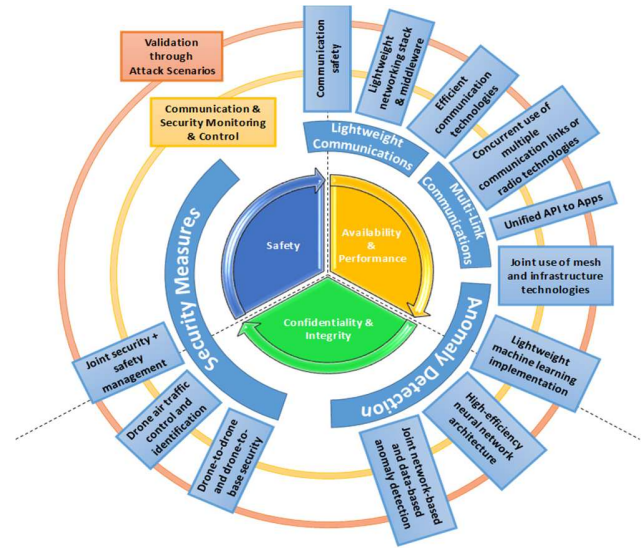 Validation
through
Attack Scenarios
Communication &
Security Monitoring
& Control
Communication
safety
Lightweight
networking stack
& middleware
Efficient
communication
technologies
Concurrent use of
multiple
communication links or
radio technologies
Unified API to Apps
Joint use of mesh
and infrastructure
technologies
Lightweight
Communications
Multi-Link
Communications
Security Measures
Anomaly Detection
Safety
Availability
&
Performance
Confidentiality &
Integrity
Joint security +
safety
management
Drone air traffic
control and
identification
Drone-to-drone
and drone-to-
base security
Joint network-based
and data-based
anomaly detection
High-efficiency
neural network
architecture
Lightweight
machine learning
implementation